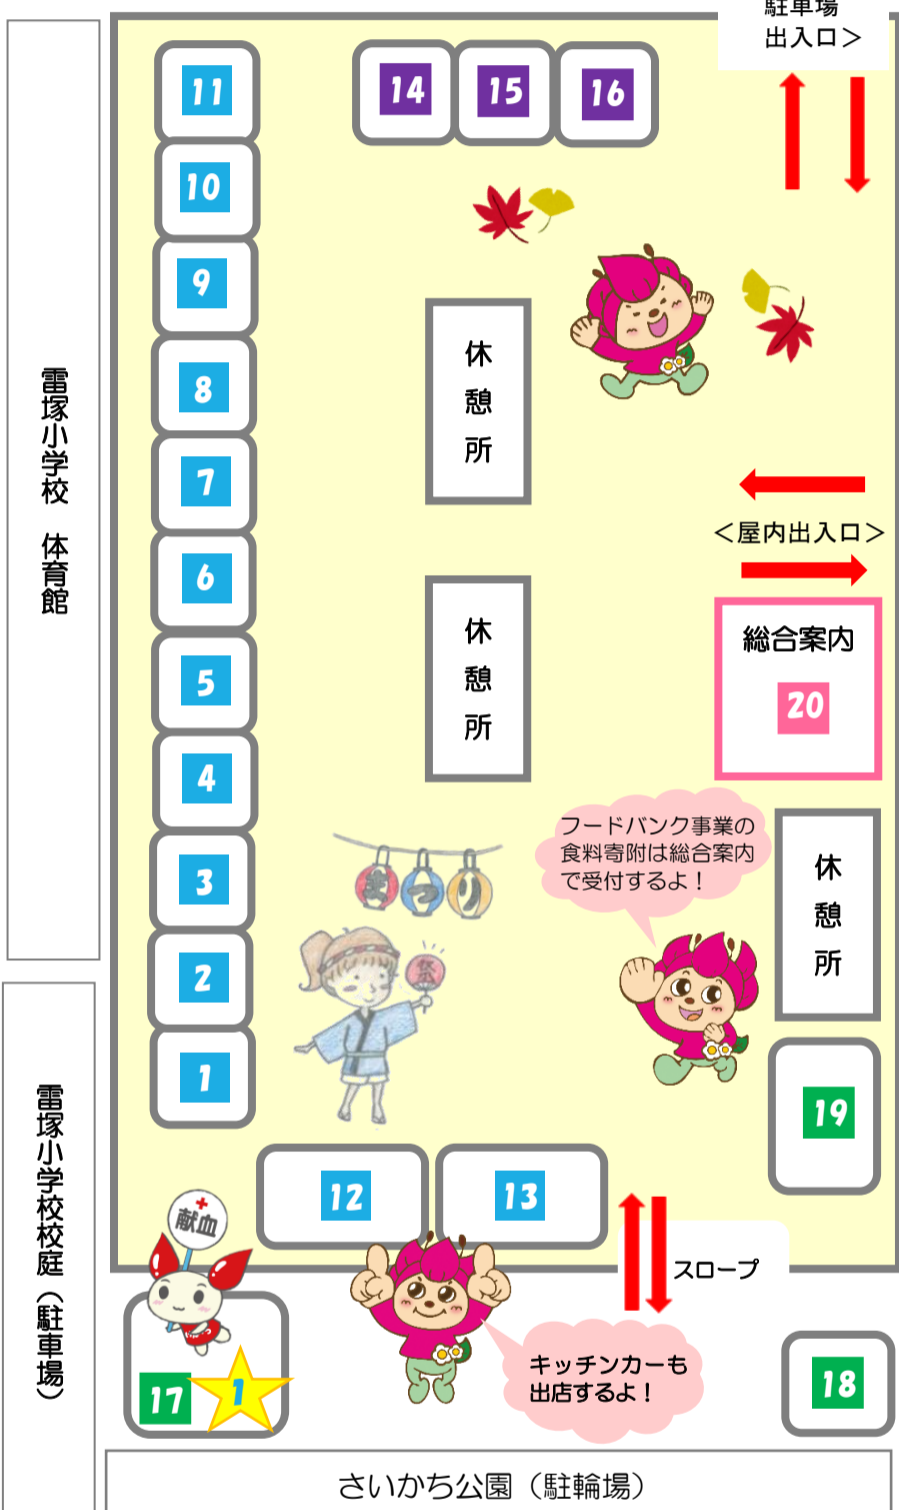 駐車場
出入口＞
11
14
15
16
10
9
8
7
6
5
4
3
2
1
休憩所
＜屋内出入口＞
休憩所
総合案内
20
フードバンク事業の
食料寄附は総合案内
で受付するよ！
休憩所
まつり
祭
19
12
13
スロープ
献血
17
1
キッチンカーも
出店するよ！
18
雷塚小学校　体育館
雷塚小学校校庭（駐車場）
さいかち公園（駐輪場）